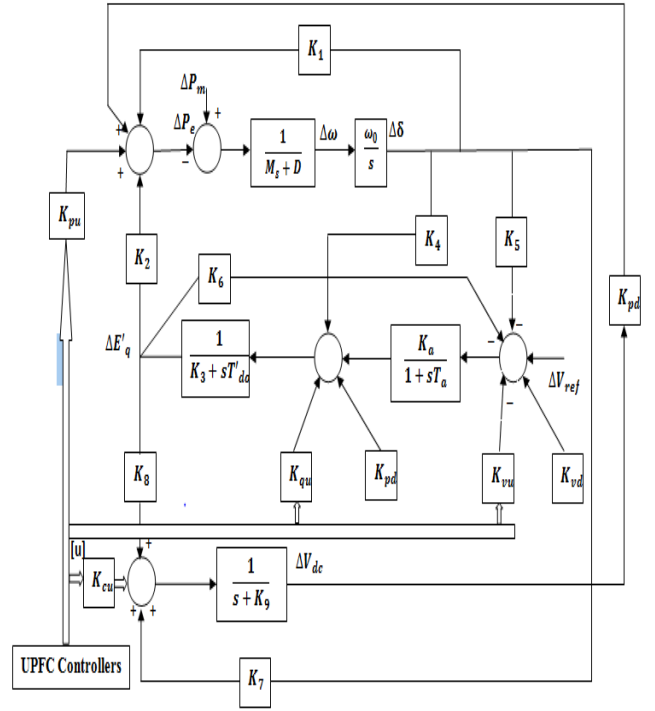 K₁
ΔPₘ
+
ΔPₑ
+
+
−
1
Mₛ + D
Δω
ω₀
s
Δδ
Kₚᵤ
K₂
K₄
K₅
K₆
Kₚd
−
−
ΔE'q
1
K₃ + sT'do
Kₐ
1 + sTₐ
ΔVref
−
K₈
Kqu
Kₚd
Kᵥᵤ
Kvd
[u]
+
Kcu
1
s + K₉
ΔVdc
+
+
UPFC Controllers
K₇